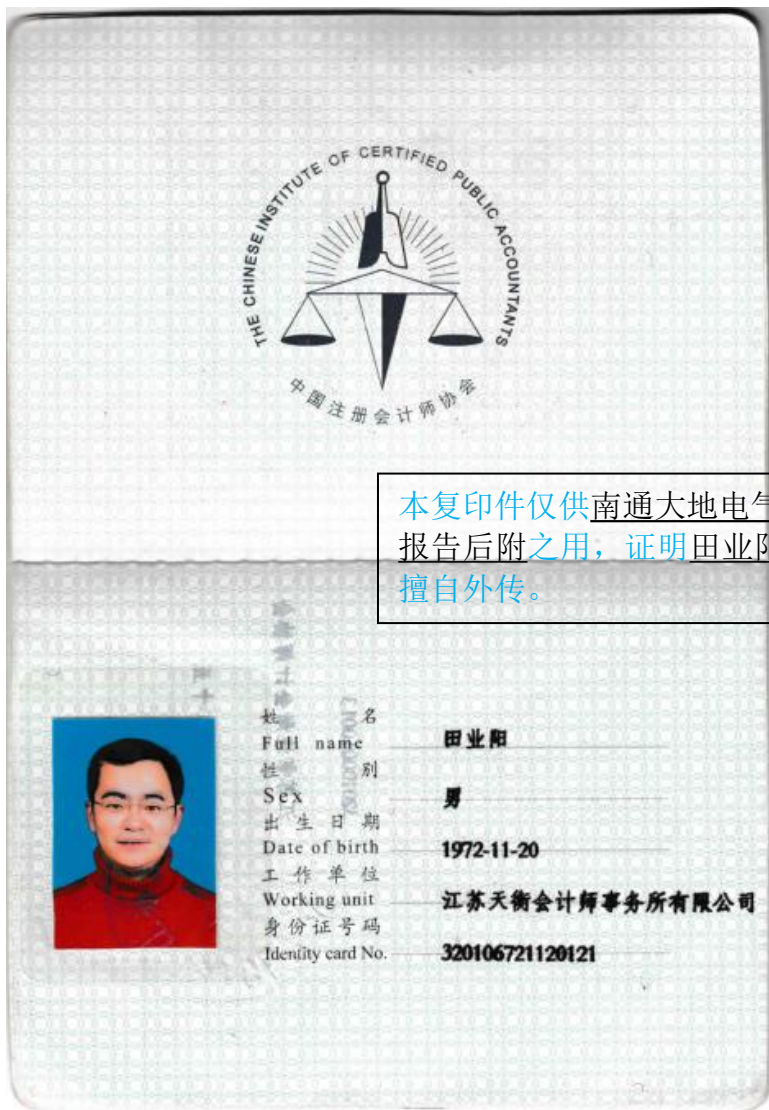 THE CHINESE INSTITUTE OF CERTIFIED PUBLIC ACCOUNTANTS
中国注册会计师协会
本复印件仅供南通大地电气
报告后附之用，证明田业阳
擅自外传。
姓 名
Full name
田业阳
性 别
Sex
男
出 生 日 期
Date of birth
1972-11-20
工 作 单 位
Working unit
江苏天衡会计师事务所有限公司
身 份 证 号 码
Identity card No.
320106721120121